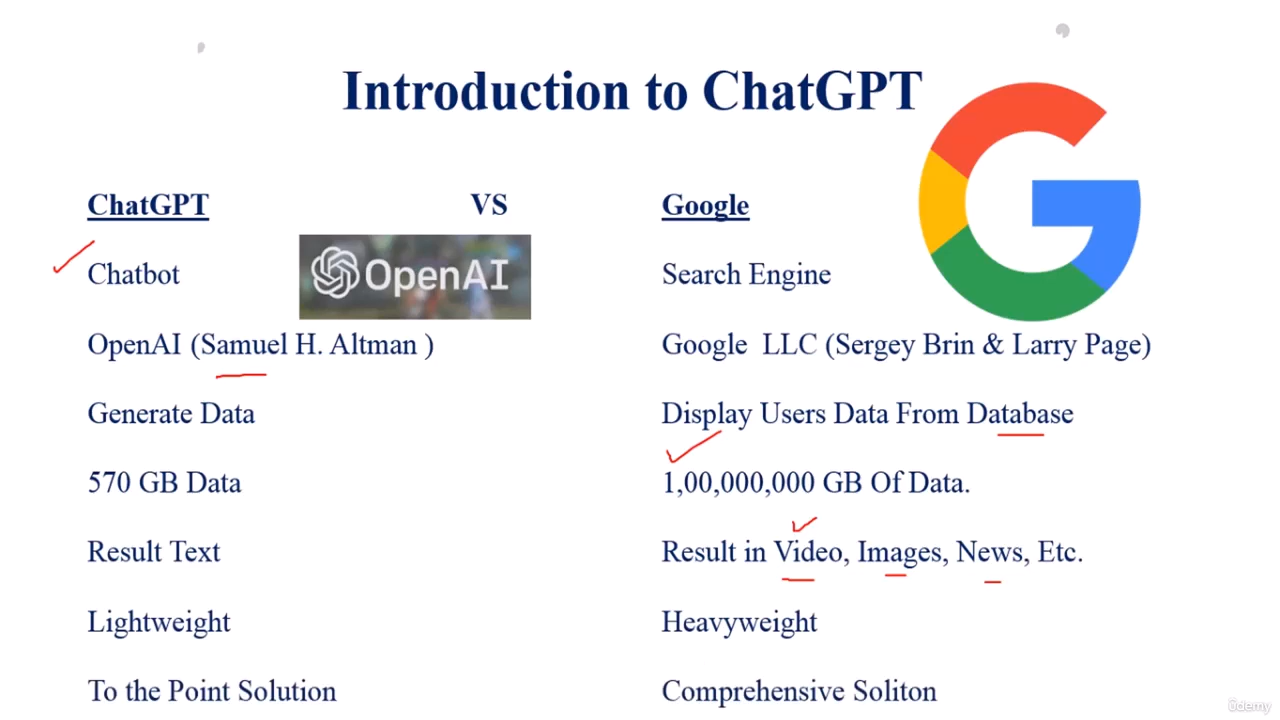 Introduction to ChatGPT
ChatGPT VS Google
Chatbot Search Engine
OpenAI
OpenAI (Samuel H. Altman ) Google LLC (Sergey Brin & Larry Page)
Generate Data Display Users Data From Database
570 GB Data 1,00,000,000 GB Of Data.
Result Text Result in Video, Images, News, Etc.
Lightweight Heavyweight
To the Point Solution Comprehensive Soliton
ûdemy